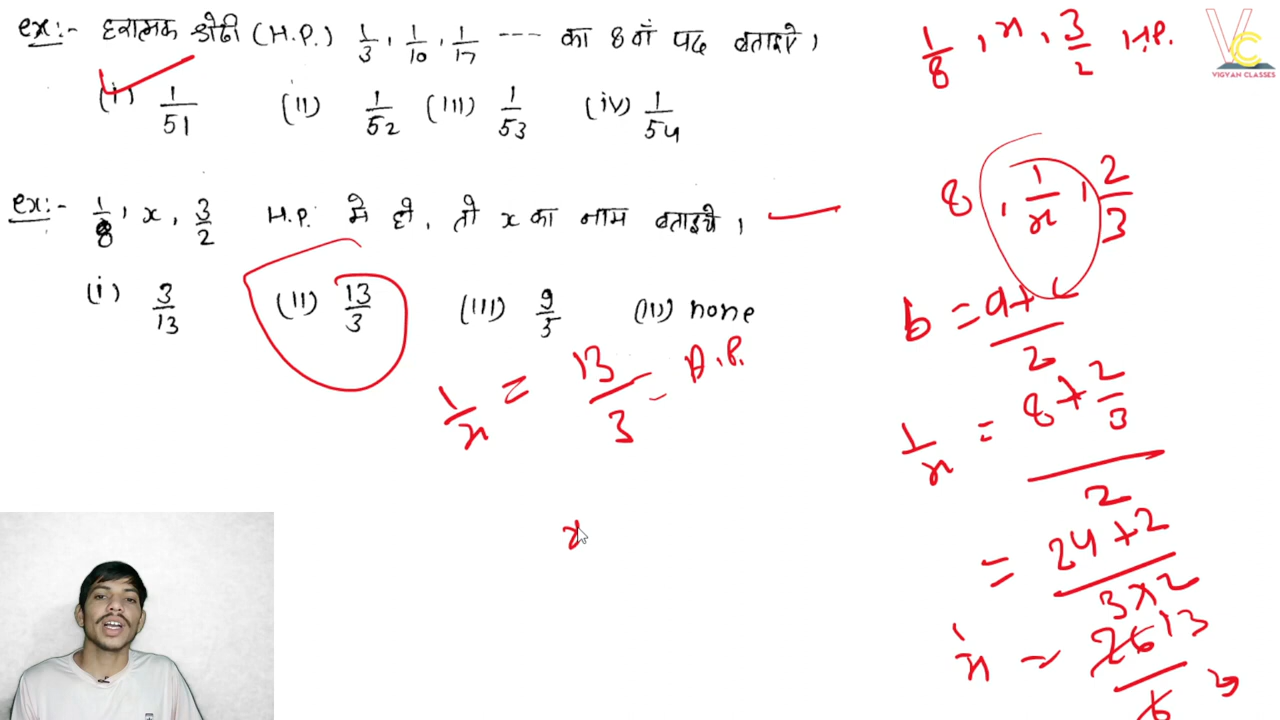 ex:- हरात्मक श्रेढी (H.P.) 1/3, 1/10, 1/17 --- का 8वाँ पद बताइये।
(i) 1/51 (ii) 1/52 (III) 1/53 (iv) 1/54
ex:- 1/8, x, 3/2 H.P. में हो, तो x का नाम बताइये।
(i) 3/13 (II) 13/3 (III) 9/5 (IV) none
1/x = 13/3 = A.P.
x
1/8, x, 3/2 H.P.
8, 1/x, 2/3
b = a+c/2
1/x = 8+2/3/2
= 24+2/3×2
1/x = 26 13/6
VC
VIGYAN CLASSES